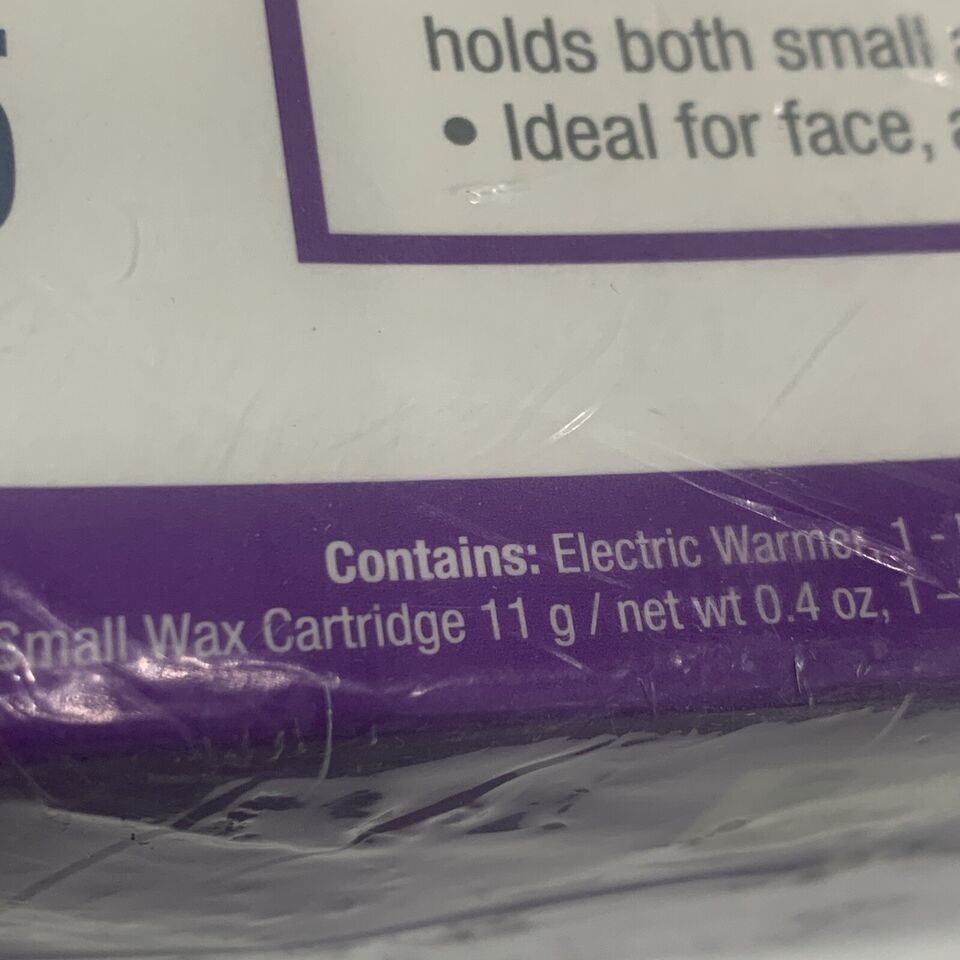 holds both small
• Ideal for face,
Contains: Electric Warmer, 1 -
Small Wax Cartridge 11 g / net wt 0.4 oz, 1 –